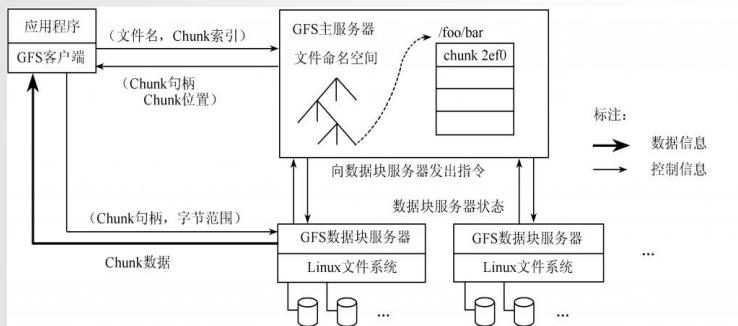 应用程序
GFS客户端
（文件名，Chunk索引）
（Chunk句柄
Chunk位置）
GFS主服务器
文件命名空间
/foo/bar
chunk 2ef0
标注：
数据信息
控制信息
向数据块服务器发出指令
数据块服务器状态
（Chunk句柄，字节范围）
Chunk数据
GFS数据块服务器
Linux文件系统
...
GFS数据块服务器
Linux文件系统
...
...